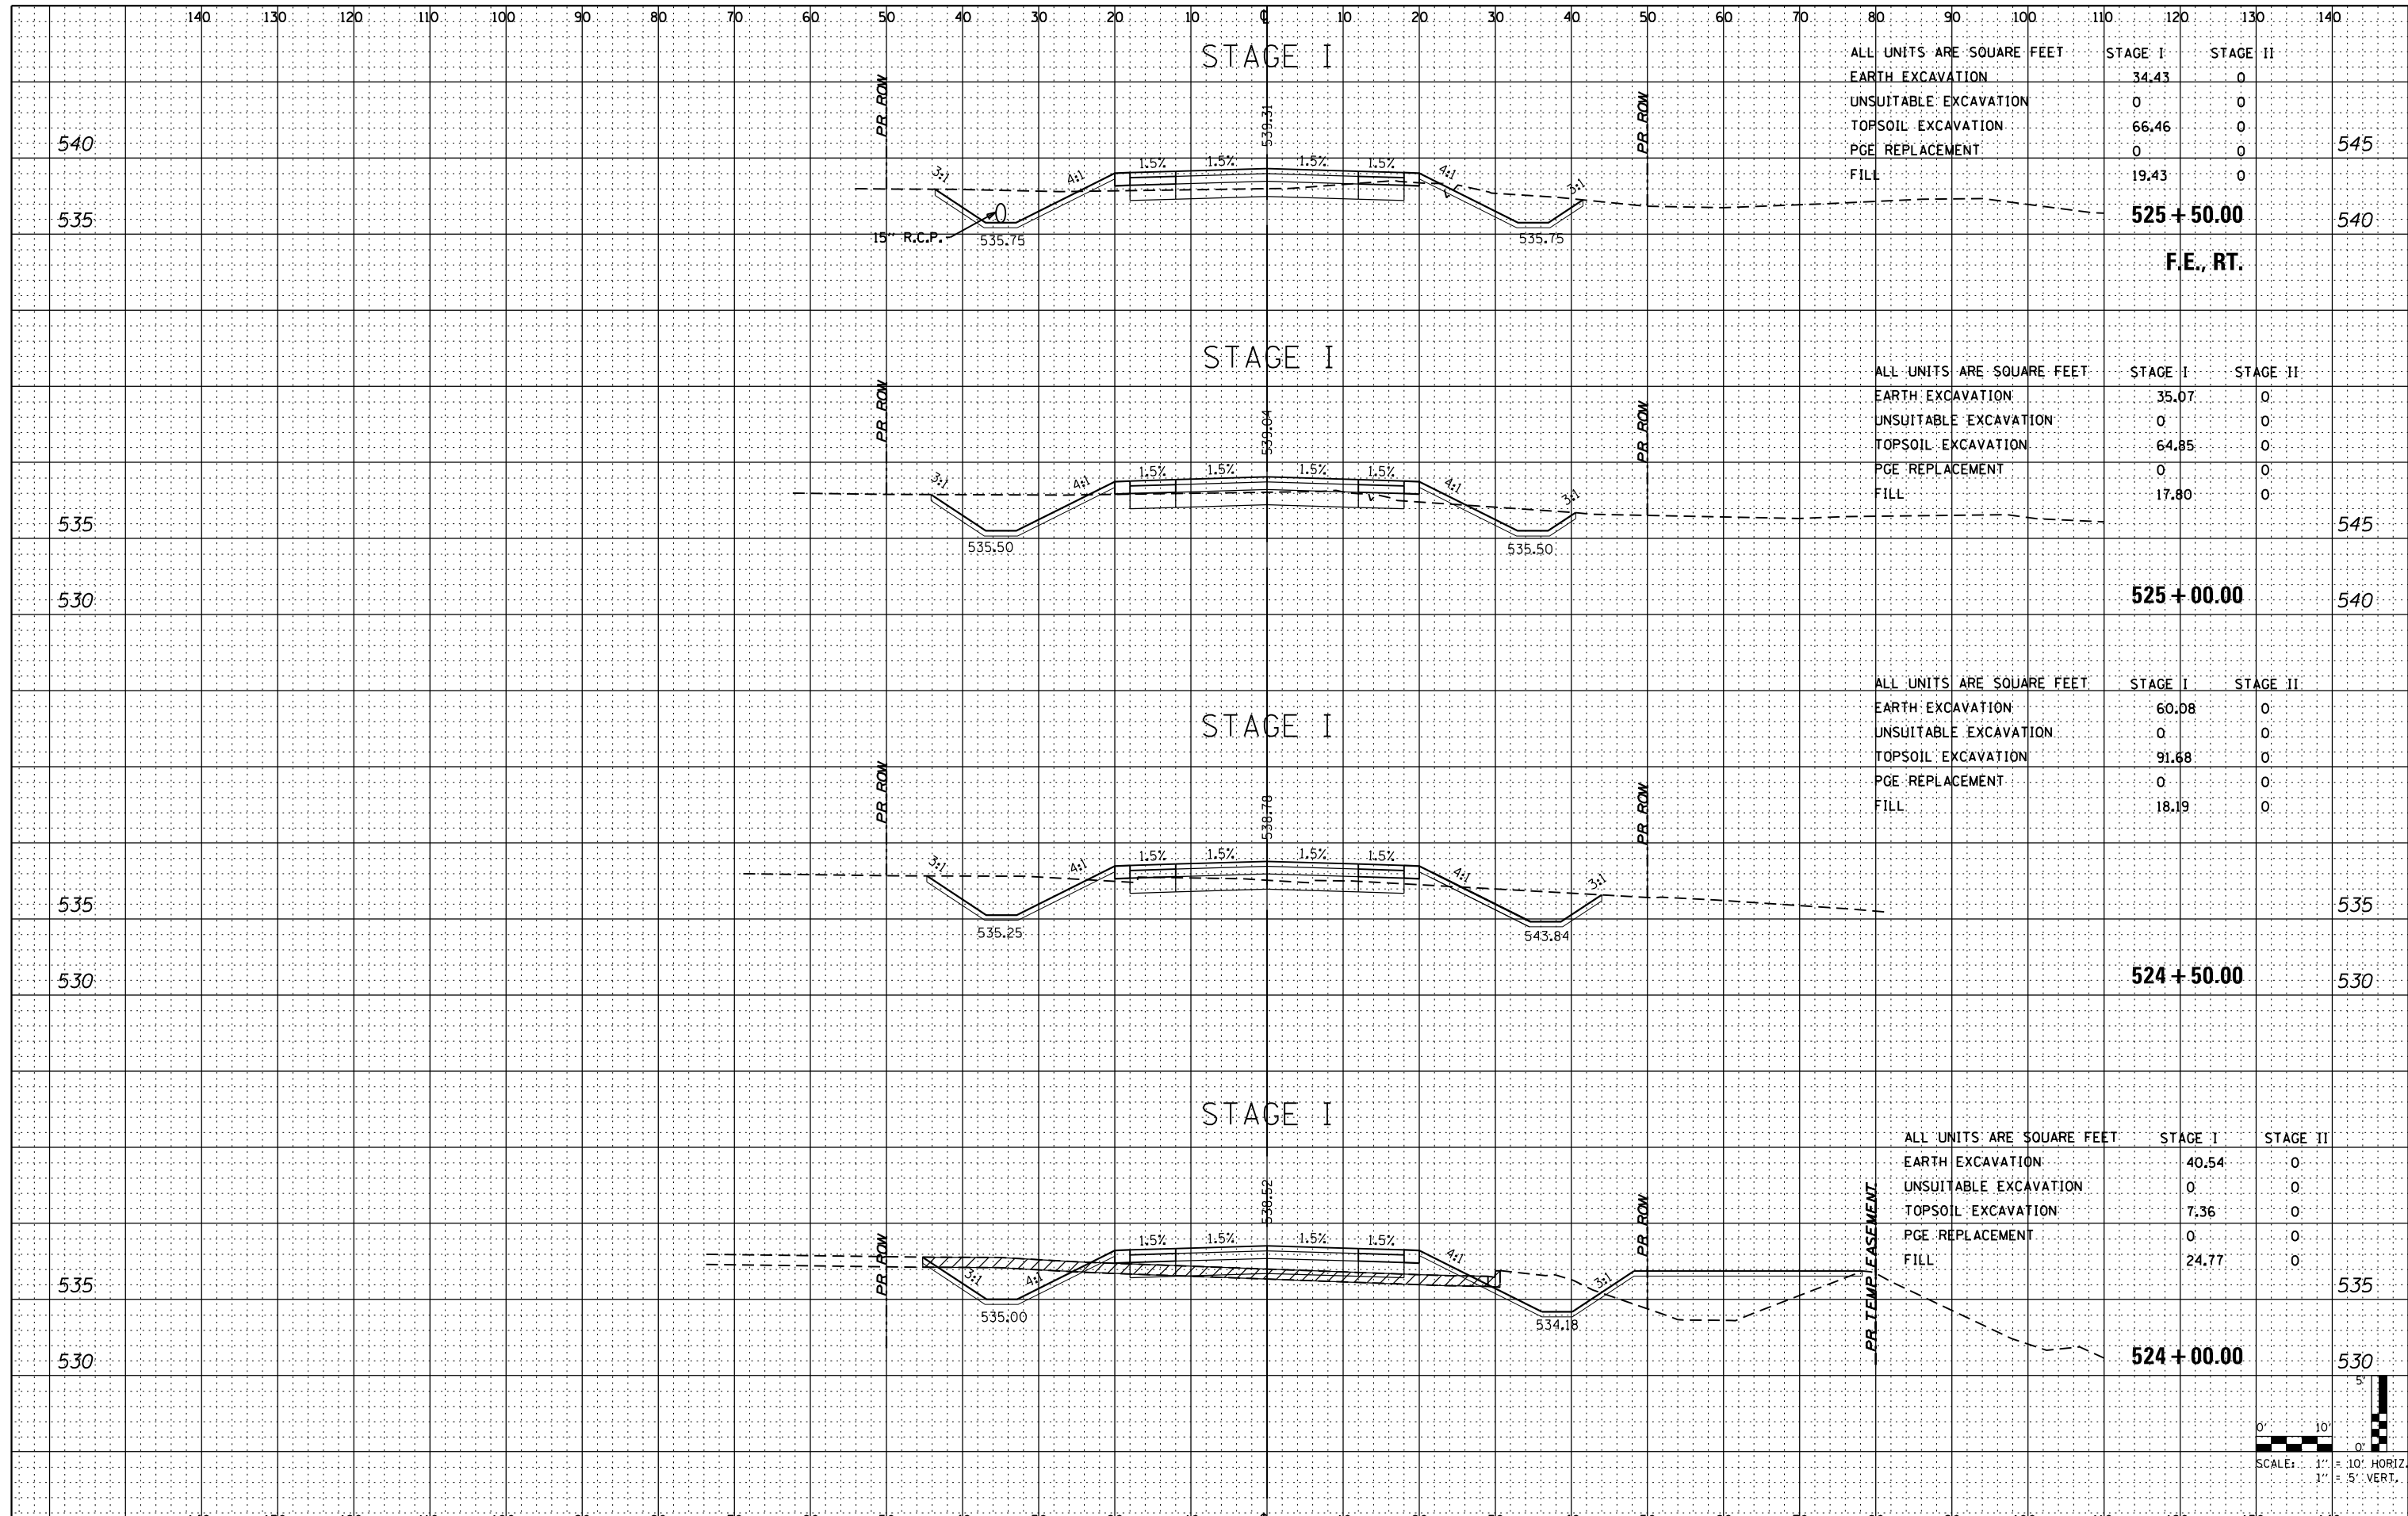 140 130 120 110 100 90 80 70 60 50 40 30 20 10 ℄ 10 20 30 40 50 60 70 80 90 100 110 120 130 140
STAGE I
ALL UNITS ARE SQUARE FEET STAGE I STAGE II
EARTH EXCAVATION 34.43 0
UNSUITABLE EXCAVATION 0 0
TOPSOIL EXCAVATION 66.46 0
PGE REPLACEMENT 0 0
FILL 19.43 0
PR ROW
539.31
PR ROW
540
545
3:1 4:1 1.5% 1.5% 1.5% 1.5% 4:1 3:1
535
525+50.00
540
15" R.C.P.
535.75
535.75
F.E., RT.
STAGE I
ALL UNITS ARE SQUARE FEET STAGE I STAGE II
EARTH EXCAVATION 35.07 0
UNSUITABLE EXCAVATION 0 0
TOPSOIL EXCAVATION 64.85 0
PGE REPLACEMENT 0 0
FILL 17.80 0
PR ROW
539.04
PR ROW
3:1 4:1 1.5% 1.5% 1.5% 1.5% 4:1 3:1
535
545
535.50
535.50
530
525+00.00
540
STAGE I
ALL UNITS ARE SQUARE FEET STAGE I STAGE II
EARTH EXCAVATION 60.08 0
UNSUITABLE EXCAVATION 0 0
TOPSOIL EXCAVATION 91.68 0
PGE REPLACEMENT 0 0
FILL 18.19 0
PR ROW
538.78
PR ROW
3:1 4:1 1.5% 1.5% 1.5% 1.5% 4:1 3:1
535
535
535.25
543.84
530
524+50.00
530
STAGE I
ALL UNITS ARE SQUARE FEET STAGE I STAGE II
EARTH EXCAVATION 40.54 0
UNSUITABLE EXCAVATION 0 0
TOPSOIL EXCAVATION 7.36 0
PGE REPLACEMENT 0 0
FILL 24.77 0
PR ROW
538.52
PR ROW
PR TEMP EASEMENT
1.5% 1.5% 1.5% 1.5% 4:1
3:1 4:1 3:1
535
535
535.00
534.18
530
524+00.00
530
5'
0' 10'
0'
SCALE: 1" = 10' HORIZ.
1" = 5' VERT.